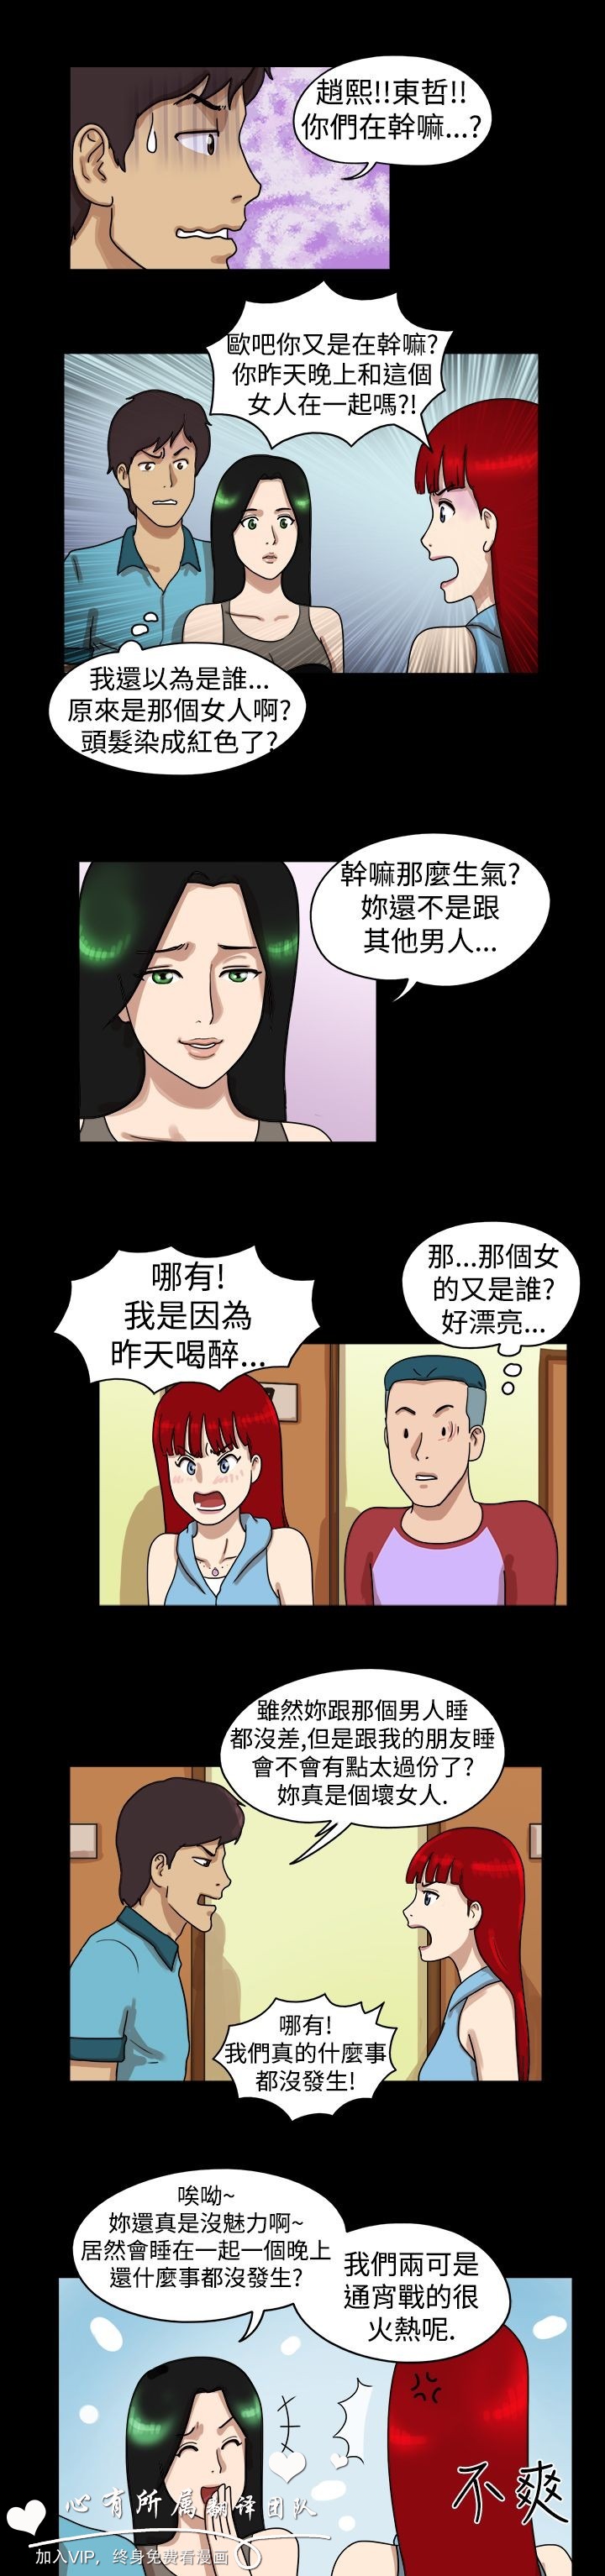 趙熙!!東哲!!
你們在幹嘛...?
歐吧你又是在幹嘛?
你昨天晚上和這個
女人在一起嗎?!
我還以為是誰...
原來是那個女人啊?
頭髮染成紅色了?
幹嘛那麼生氣?
妳還不是跟
其他男人...
哪有!
我是因為
昨天喝醉...
那...那個女
的又是誰?
好漂亮...
雖然妳跟那個男人睡
都沒差,但是跟我的朋友睡
會不會有點太過份了?
妳真是個壞女人.
哪有!
我們真的什麼事
都沒發生!
唉呦~
妳還真是沒魅力啊~
居然會睡在一起一個晚上
還什麼事都沒發生?
我們兩可是
通宵戰的很
火熱呢.
不爽
心有所属翻译团队
加入VIP，终身免费看漫画